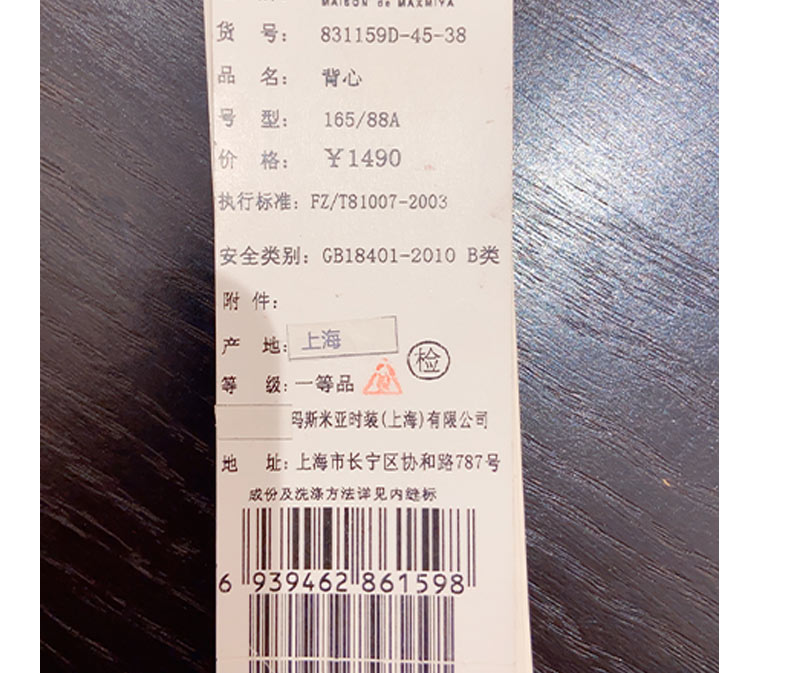 MAISON de MAXMIYA
货 号: 831159D-45-38
品 名: 背心
号 型: 165/88A
价 格: ￥1490
执行标准: FZ/T81007-2003
安全类别: GB18401-2010 B类
附 件:
产 地: 上海
检
等 级: 一等品
玛斯米亚时装(上海)有限公司
地 址: 上海市长宁区协和路787号
成份及洗涤方法详见内缝标
6 939462 861598